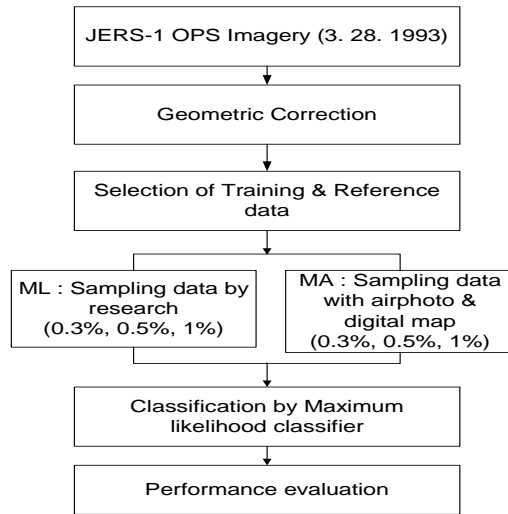 JERS-1 OPS Imagery (3. 28. 1993)
Geometric Correction
Selection of Training & Reference
data
ML : Sampling data by
research
(0.3%, 0.5%, 1%)
MA : Sampling data
with airphoto &
digital map
(0.3%, 0.5%, 1%)
Classification by Maximum
likelihood classifier
Performance evaluation